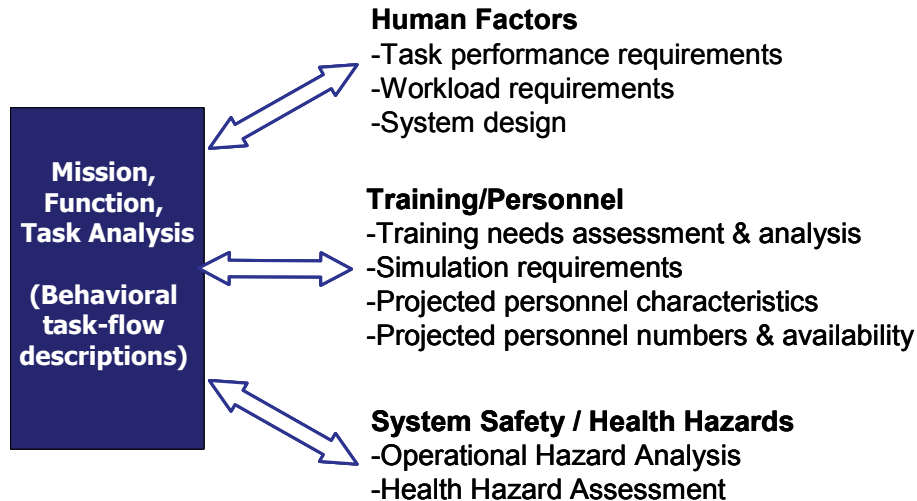 Mission,
Function,
Task Analysis
(Behavioral
task-flow
descriptions)
Human Factors
-Task performance requirements
-Workload requirements
-System design
Training/Personnel
-Training needs assessment & analysis
-Simulation requirements
-Projected personnel characteristics
-Projected personnel numbers & availability
System Safety / Health Hazards
-Operational Hazard Analysis
-Health Hazard Assessment